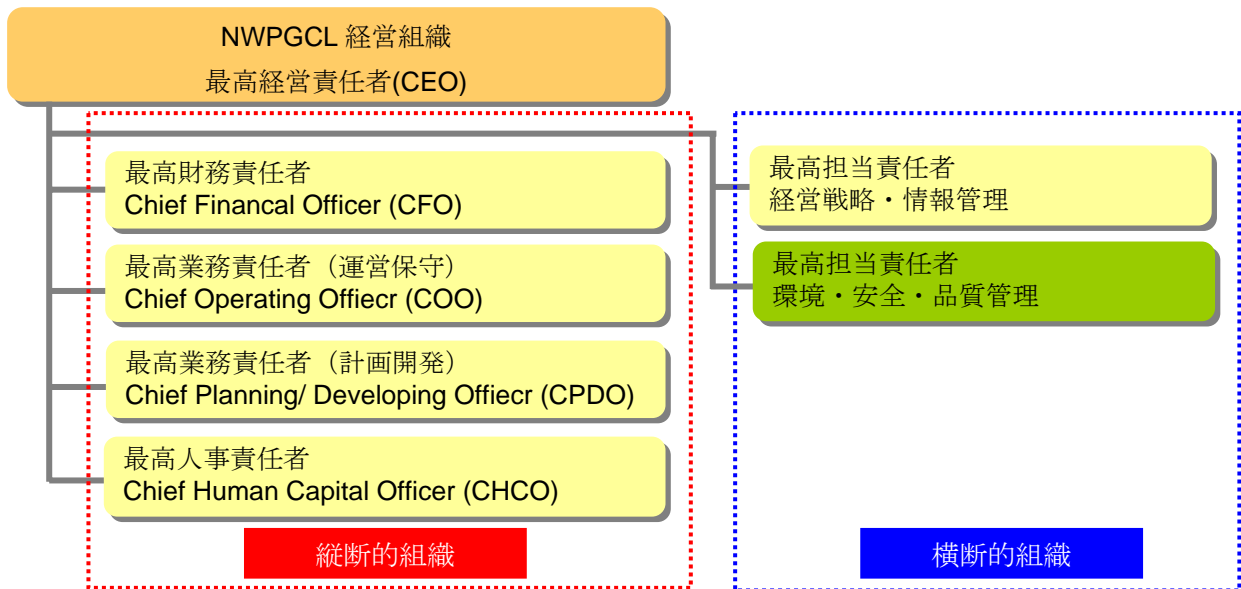 NWPGCL 経営組織
最高経営責任者(CEO)
最高財務責任者
Chief Financal Officer (CFO)
最高業務責任者（運営保守）
Chief Operating Offiecr (COO)
最高業務責任者（計画開発）
Chief Planning/ Developing Offiecr (CPDO)
最高人事責任者
Chief Human Capital Officer (CHCO)
縦断的組織
最高担当責任者
経営戦略・情報管理
最高担当責任者
環境・安全・品質管理
横断的組織